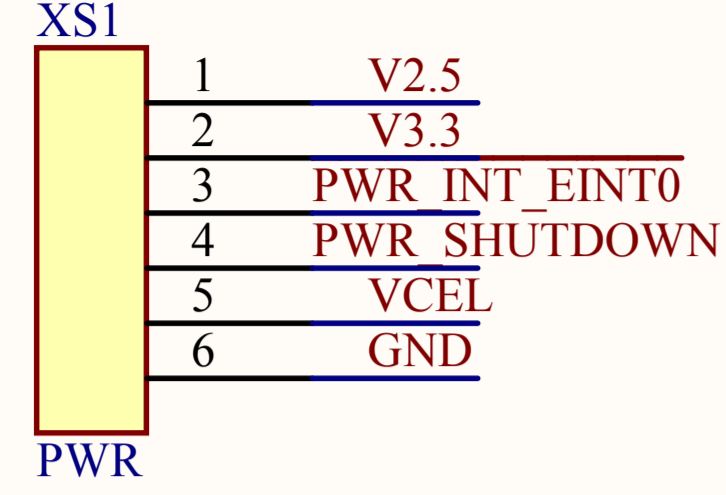 XS1
1 V2.5
2 V3.3
3 PWR_INT_EINT0
4 PWR_SHUTDOWN
5 VCEL
6 GND
PWR